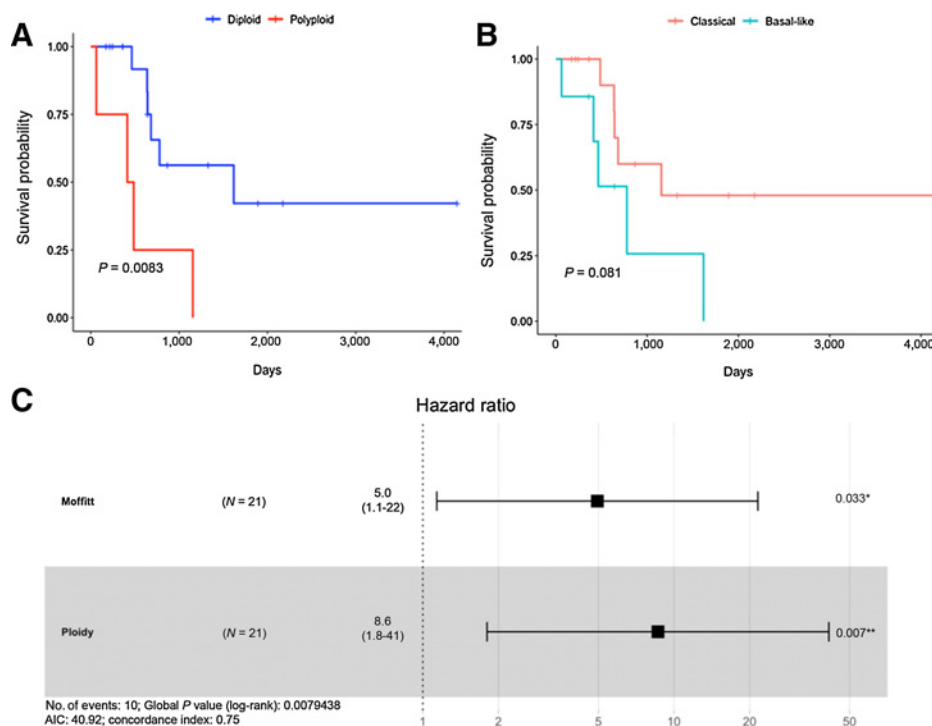 A
Diploid Polyploid
Survival probability
1.00
0.75
0.50
0.25
0.00
P = 0.0083
0 1,000 2,000 3,000 4,000
Days
B
Classical Basal-like
Survival probability
1.00
0.75
0.50
0.25
0.00
P = 0.081
0 1,000 2,000 3,000 4,000
Days
C
Hazard ratio
Moffitt (N = 21) 5.0 0.033*
(1.1-22)
Ploidy (N = 21) 8.6 0.007**
(1.8-41)
No. of events: 10; Global P value (log-rank): 0.0079438
AIC: 40.92; concordance index: 0.75
1 2 5 10 20 50